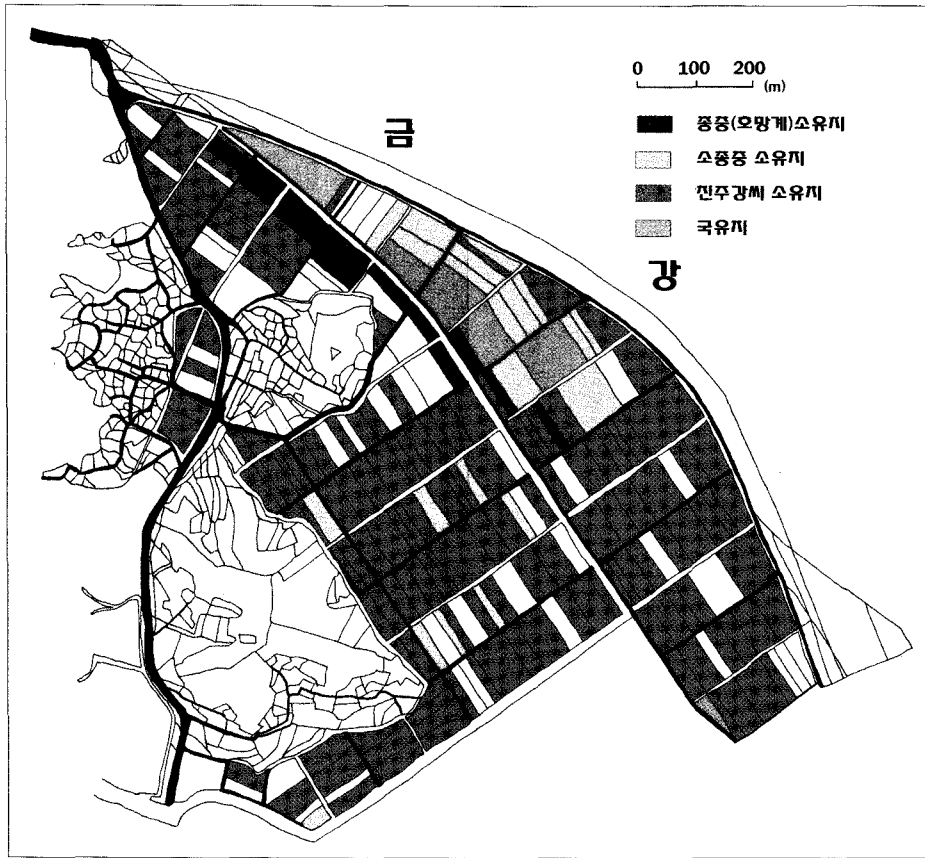 0 100 200
(m)
금
종중(호망계)소유지
소종중 소유지
진주강씨 소유지
국유지
강